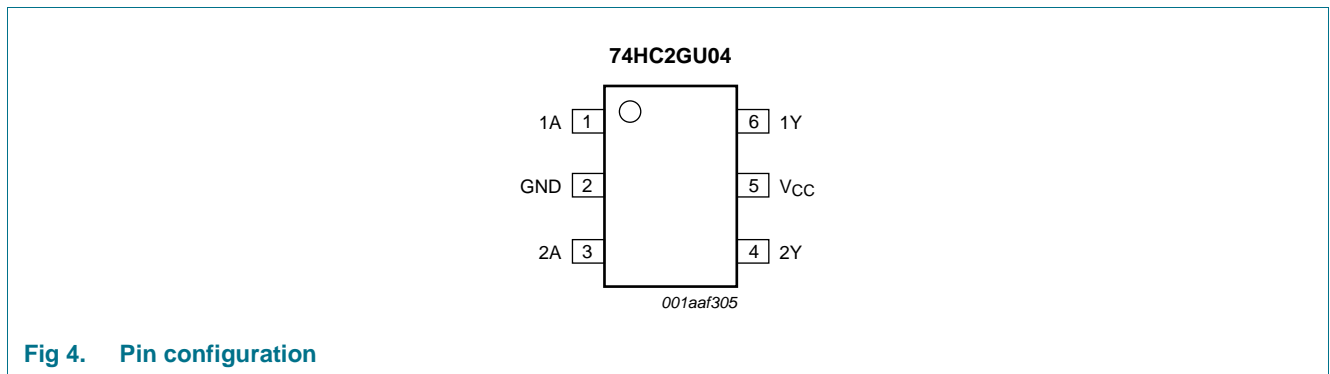 74HC2GU04
1A 1 6 1Y
GND 2 5 VCC
2A 3 4 2Y
001aaf305
Fig 4. Pin configuration